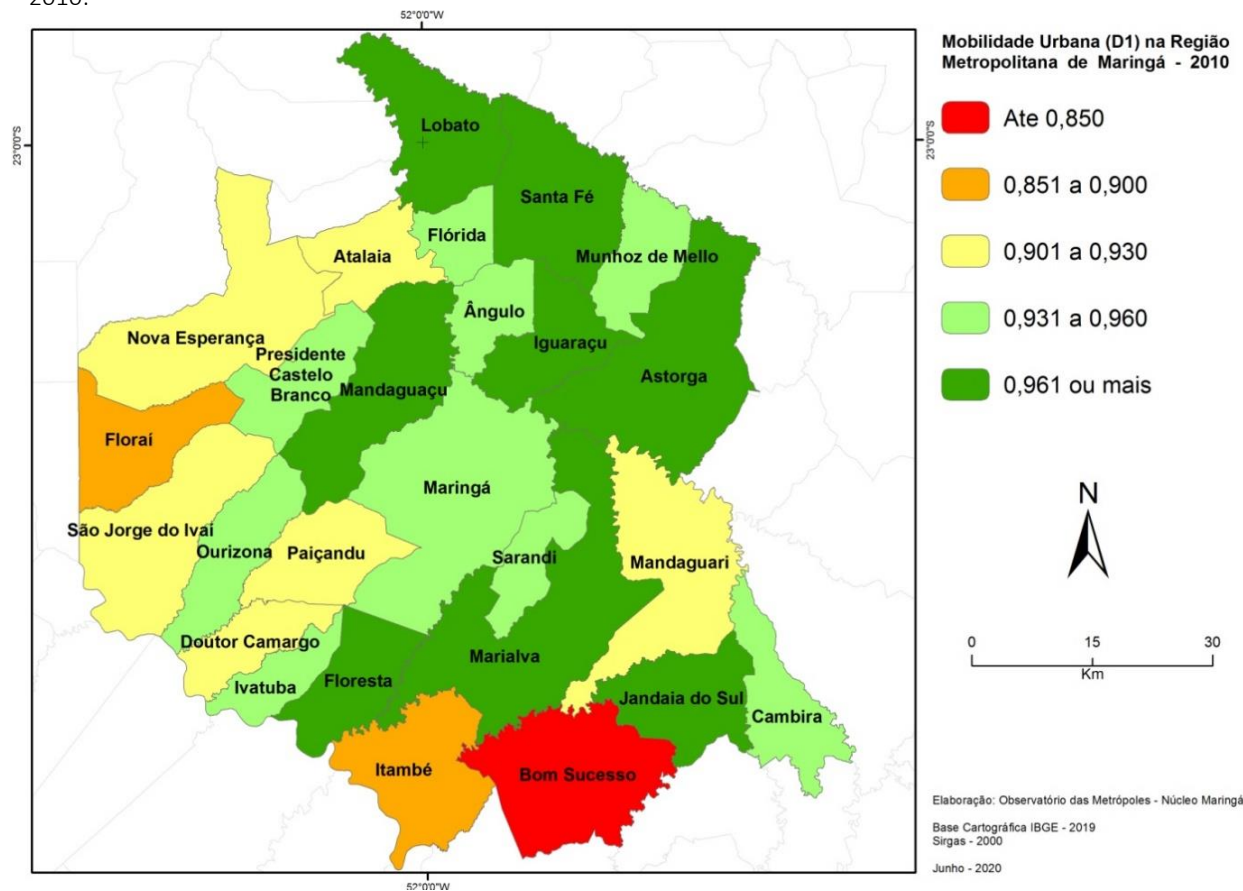 2010.
52°0'0"W
Mobilidade Urbana (D1) na Região
Metropolitana de Maringá - 2010
Ate 0,850
0,851 a 0,900
0,901 a 0,930
0,931 a 0,960
0,961 ou mais
23°0'0"S
23°0'0"S
Lobato
Santa Fé
Flórida
Munhoz de Mello
Atalaia
Ângulo
Nova Esperança
Iguaraçu
Presidente
Castelo
Branco
Mandaguaçu
Astorga
Floraí
Maringá
São Jorge do Ivaí
Ourizona
Paiçandu
Sarandi
Mandaguari
Doutor Camargo
Ivatuba
Floresta
Marialva
Jandaia do Sul
Cambira
Itambé
Bom Sucesso
N
0 15 30
Km
Elaboração: Observatório das Metrópoles - Núcleo Maringá
Base Cartográfica IBGE - 2019
Sirgas - 2000
Junho - 2020
52°0'0"W